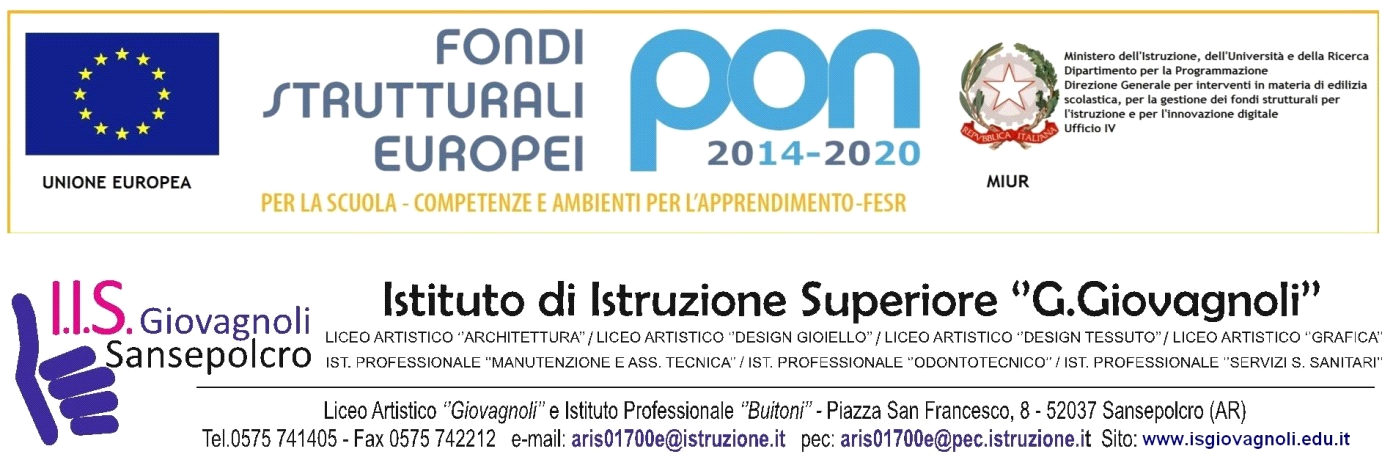 UNIONE EUROPEA
FONDI
STRUTTURALI
EUROPEI
pon
2014-2020
PER LA SCUOLA - COMPETENZE E AMBIENTI PER L'APPRENDIMENTO-FESR
REPVBBLICA ITALIANA
MIUR
Ministero dell'Istruzione, dell'Università e della Ricerca
Dipartimento per la Programmazione
Direzione Generale per interventi in materia di edilizia
scolastica, per la gestione dei fondi strutturali per
l'istruzione e per l'innovazione digitale
Ufficio IV
I.I.S. Giovagnoli
Sansepolcro
Istituto di Istruzione Superiore "G.Giovagnoli"
LICEO ARTISTICO "ARCHITETTURA" / LICEO ARTISTICO "DESIGN GIOIELLO" / LICEO ARTISTICO "DESIGN TESSUTO" / LICEO ARTISTICO "GRAFICA"
IST. PROFESSIONALE "MANUTENZIONE E ASS. TECNICA" / IST. PROFESSIONALE "ODONTOTECNICO" / IST. PROFESSIONALE "SERVIZI S. SANITARI"
Liceo Artistico "Giovagnoli" e Istituto Professionale "Buitoni" - Piazza San Francesco, 8 - 52037 Sansepolcro (AR)
Tel.0575 741405 - Fax 0575 742212 e-mail: aris01700e@istruzione.it pec: aris01700e@pec.istruzione.it Sito: www.isgiovagnoli.edu.it